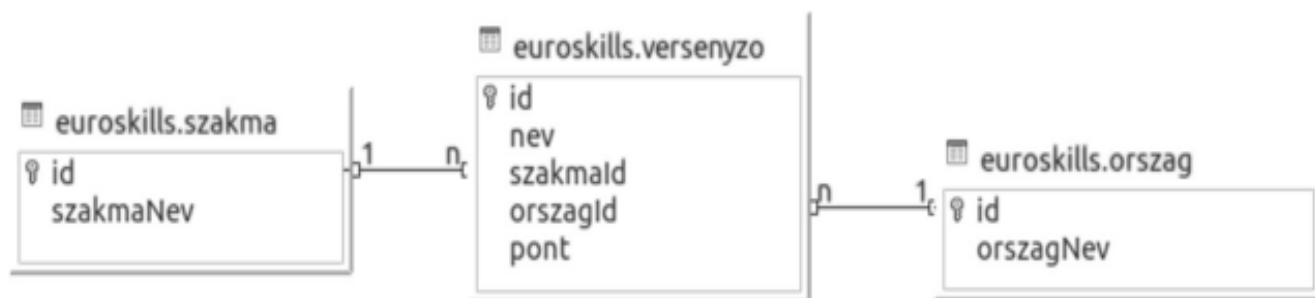 euroskills.szakma
id
szakmaNev
1 n
euroskills.versenyzo
id
nev
szakmaId
orszagId
pont
n 1
euroskills.orszag
id
orszagNev